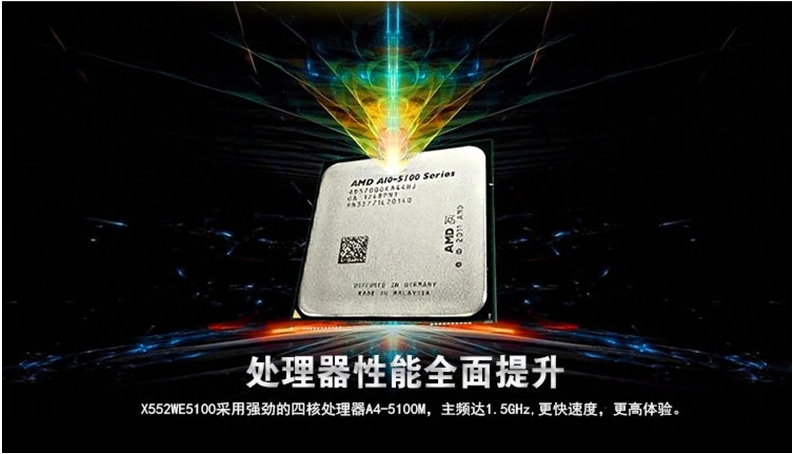 AMD A10-5100 Series
© 2011 AMD
DIFFUSED IN GERMANY
MADE IN MALAYSIA
处理器性能全面提升
X552WE5100采用强劲的四核处理器A4-5100M，主频达1.5GHz,更快速度，更高体验。